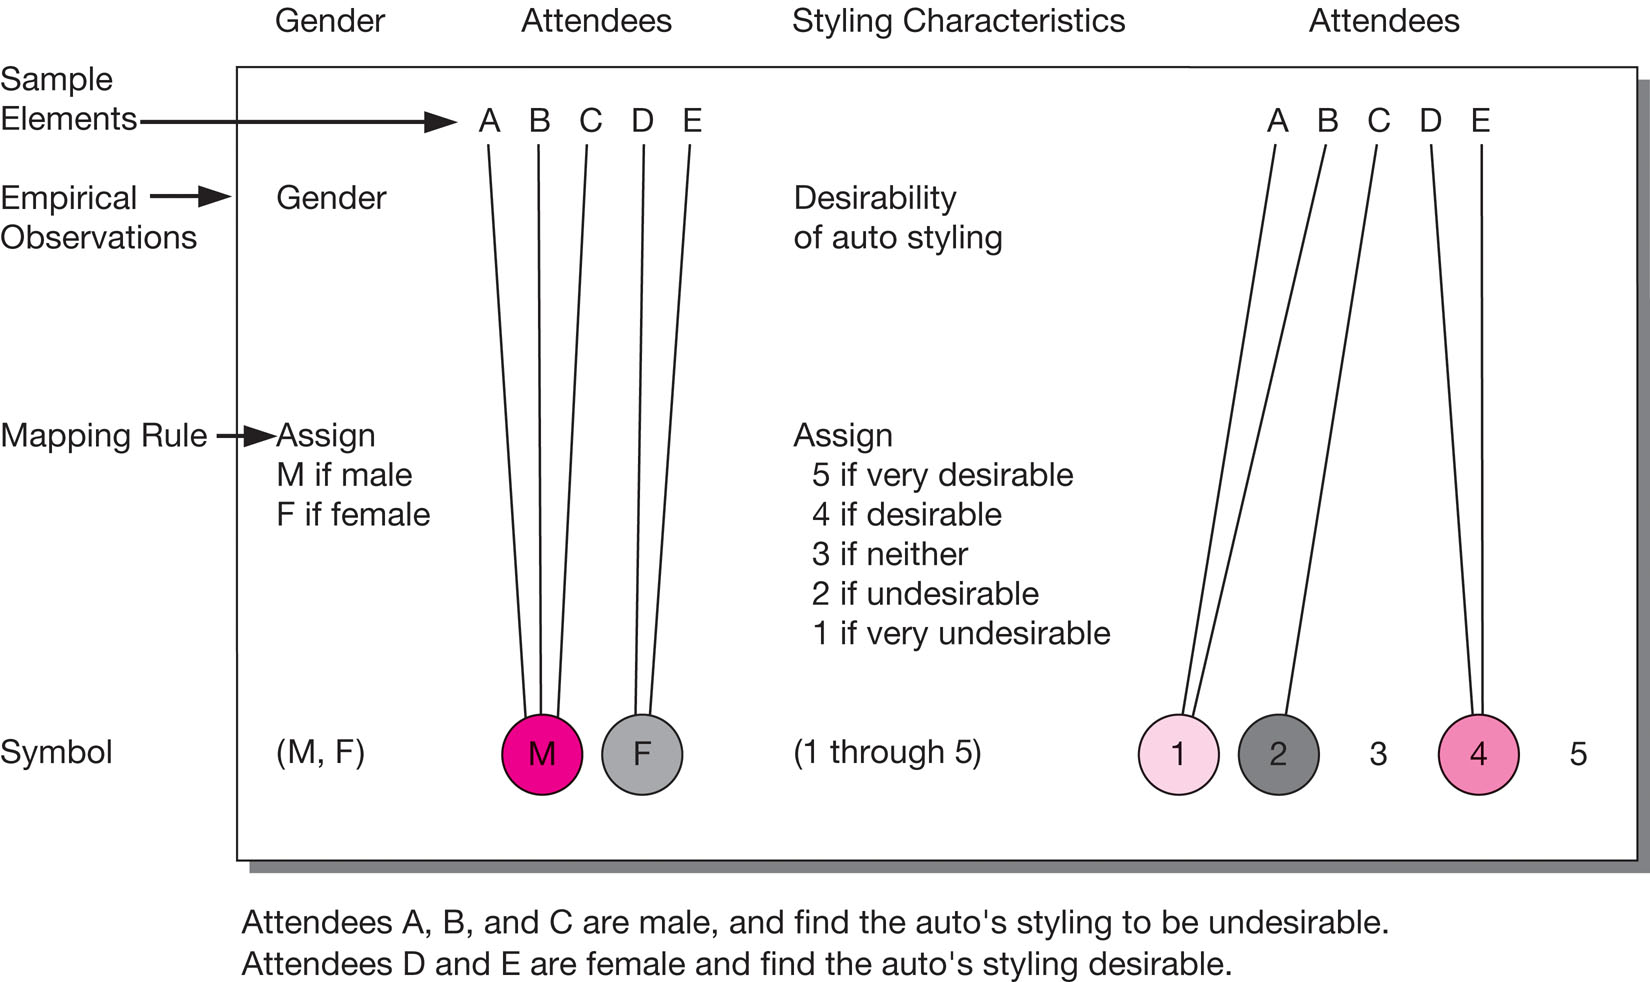 Gender Attendees Styling Characteristics Attendees
Sample
Elements A B C D E A B C D E
Empirical Gender Desirability
Observations of auto styling
Mapping Rule Assign Assign
M if male 5 if very desirable
F if female 4 if desirable
3 if neither
2 if undesirable
1 if very undesirable
Symbol (M, F) M F (1 through 5) 1 2 3 4 5
Attendees A, B, and C are male, and find the auto's styling to be undesirable.
Attendees D and E are female and find the auto's styling desirable.